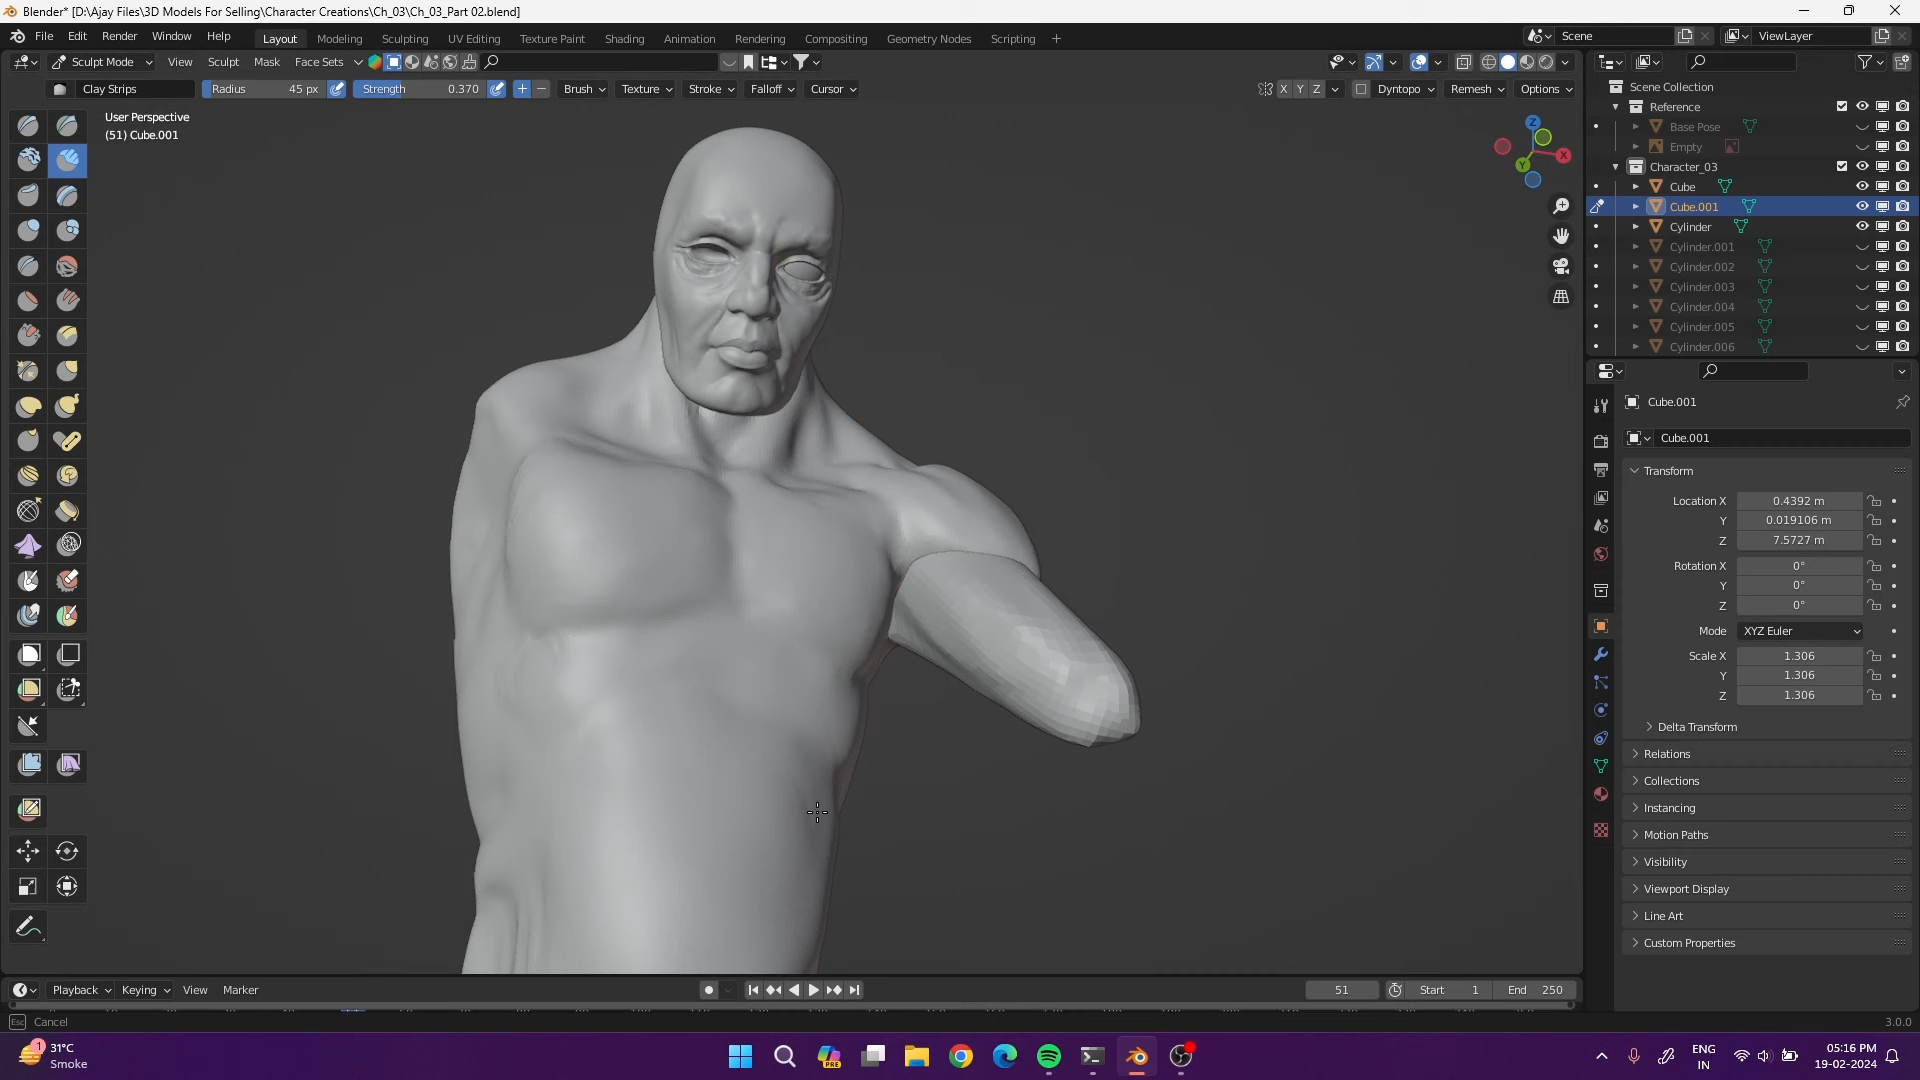 Blender* [D:\Ajay Files\3D Models For Selling\Character Creations\Ch_03\Ch_03_Part 02.blend]
File Edit Render Window Help Layout Modeling Sculpting UV Editing Texture Paint Shading Animation Rendering Compositing Geometry Nodes Scripting + Scene ViewLayer
Sculpt Mode View Sculpt Mask Face Sets
Clay Strips Radius 45 px Strength 0.370 + − Brush Texture Stroke Falloff Cursor X Y Z Dyntopo Remesh Options
User Perspective
(51) Cube.001
Z
X
Y
Scene Collection
Reference
Base Pose
Empty
Character_03
Cube
Cube.001
Cylinder
Cylinder.001
Cylinder.002
Cylinder.003
Cylinder.004
Cylinder.005
Cylinder.006
Cube.001
Cube.001
Transform
Location X 0.4392 m
Y 0.019106 m
Z 7.5727 m
Rotation X 0°
Y 0°
Z 0°
Mode XYZ Euler
Scale X 1.306
Y 1.306
Z 1.306
Delta Transform
Relations
Collections
Instancing
Motion Paths
Visibility
Viewport Display
Line Art
Custom Properties
Playback Keying View Marker 51 Start 1 End 250
Esc Cancel 3.0.0
1 31°C
Smoke
PRE
ENG
IN
05:16 PM
19-02-2024